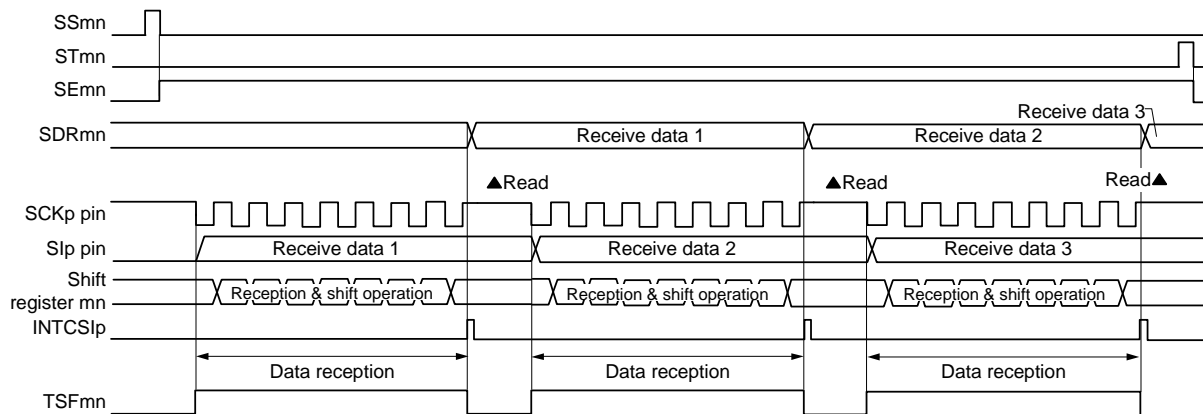 SSmn
STmn
SEmn
Receive data 3
SDRmn
Receive data 1
Receive data 2
▲Read
▲Read
Read▲
SCKp pin
SIp pin
Receive data 1
Receive data 2
Receive data 3
Shift
register mn
Reception & shift operation
Reception & shift operation
Reception & shift operation
INTCSIp
Data reception
Data reception
Data reception
TSFmn